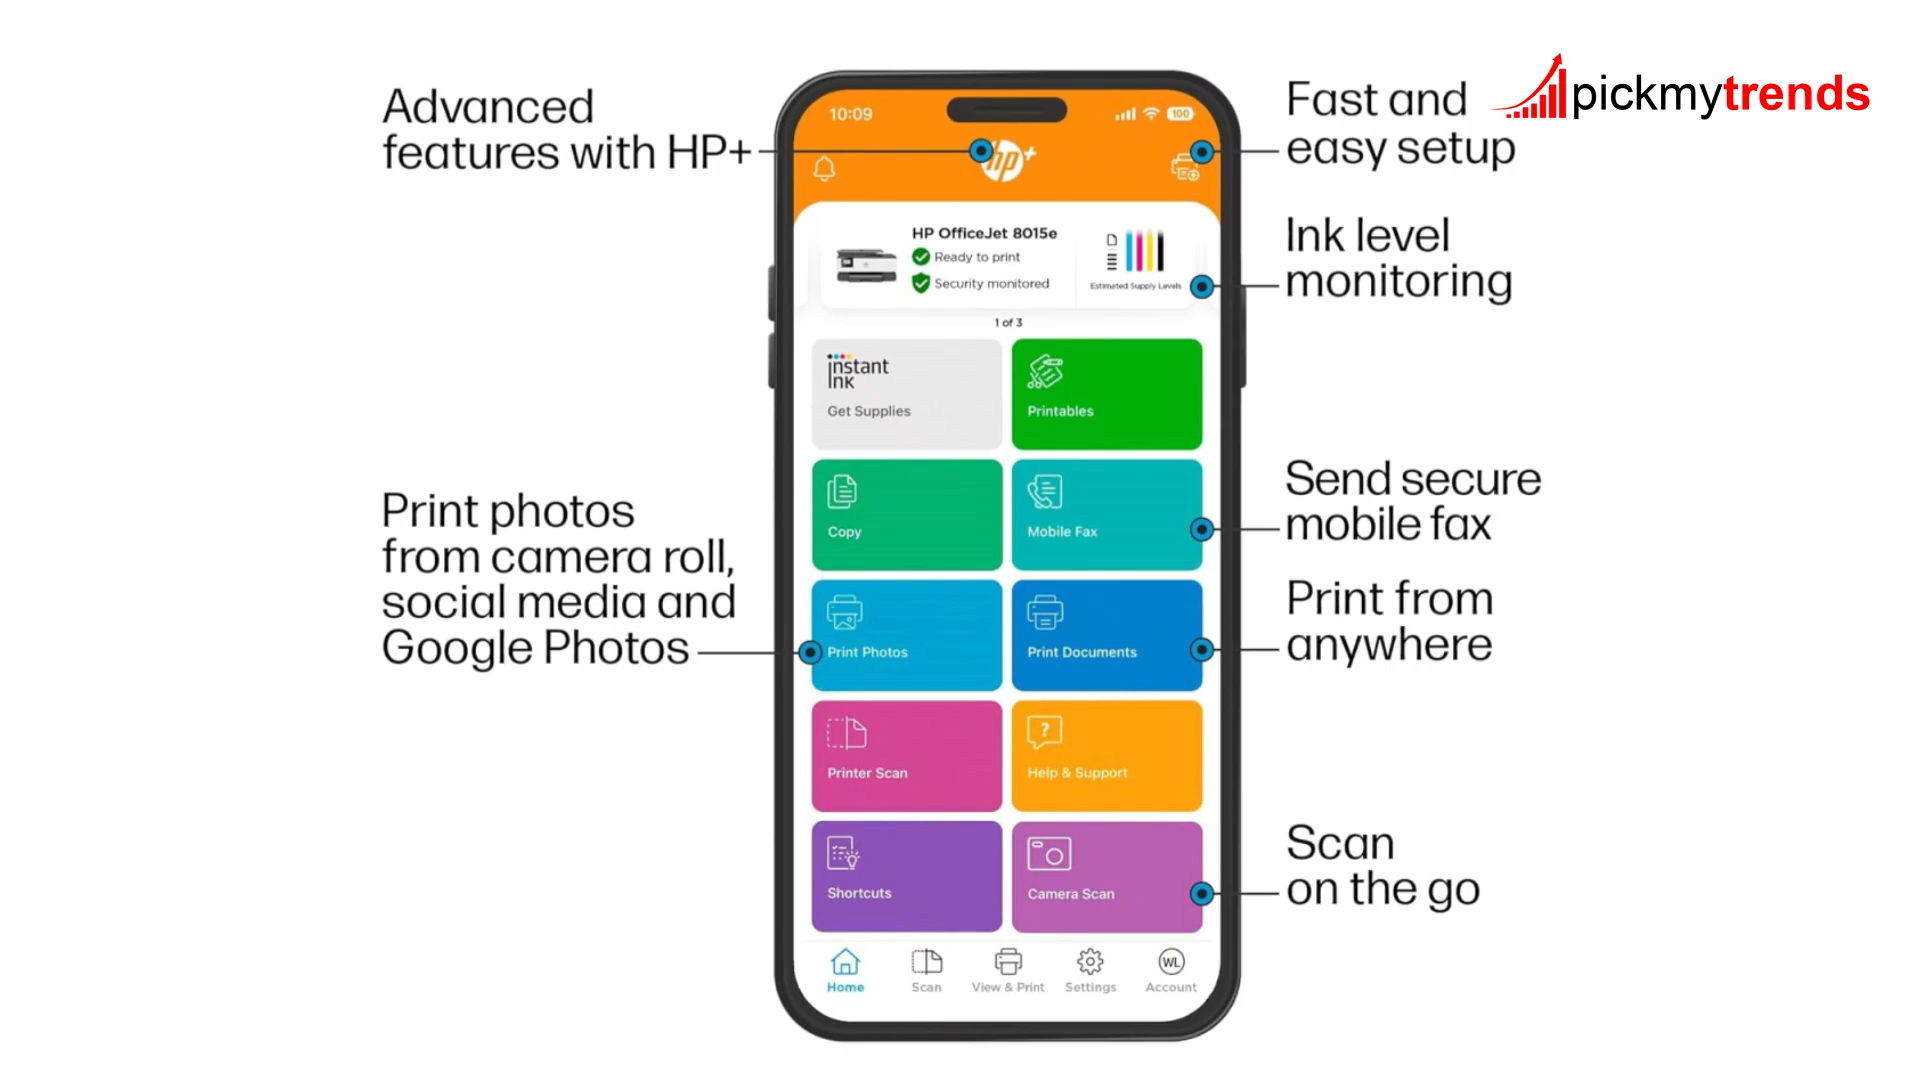 Advanced
features with HP+
Print photos
from camera roll,
social media and
Google Photos
10:09
100
hp+
HP OfficeJet 8015e
Ready to print
Security monitored
Estimated Supply Levels
1 of 3
instant
ink
Get Supplies
Printables
Copy
Mobile Fax
Print Photos
Print Documents
Printer Scan
?
Help & Support
Shortcuts
Camera Scan
Home
Scan
View & Print
Settings
WL
Account
Fast and
easy setup
pickmytrends
Ink level
monitoring
Send secure
mobile fax
Print from
anywhere
Scan
on the go